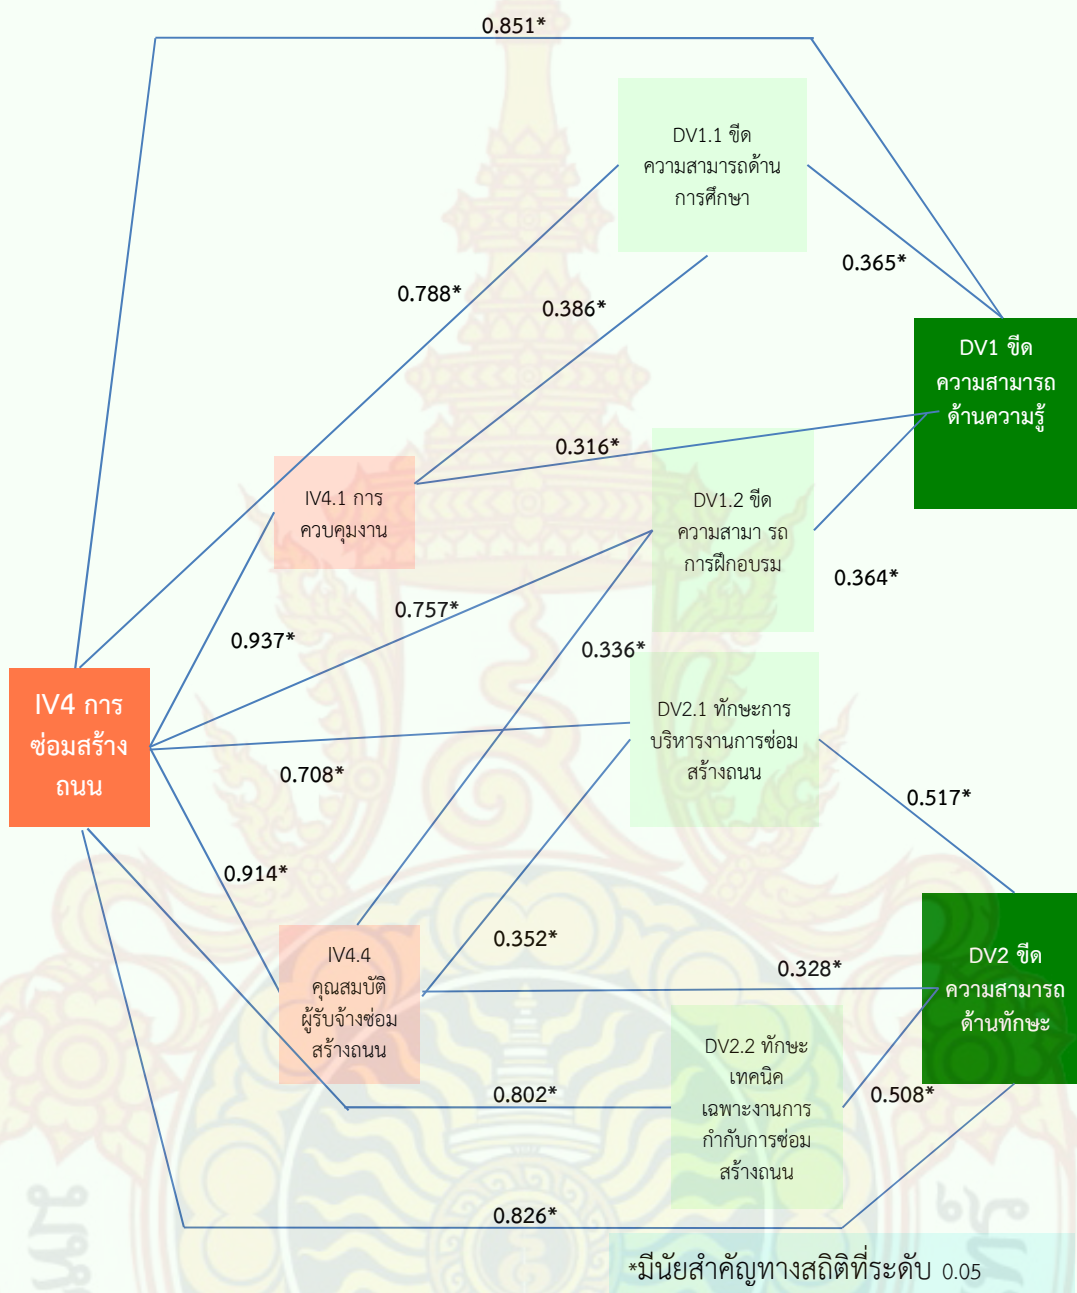 0.851*
DV1.1 ขีด
ความสามารถด้าน
การศึกษา
0.365*
0.788*
0.386*
DV1 ขีด
ความสามารถ
ด้านความรู้
0.316*
IV4.1 การ
ควบคุมงาน
DV1.2 ขีด
ความสามา รถ
การฝึกอบรม
0.364*
0.757*
0.937*
0.336*
IV4 การ
ซ่อมสร้าง
ถนน
DV2.1 ทักษะการ
บริหารงานการซ่อม
สร้างถนน
0.708*
0.517*
0.914*
IV4.4
คุณสมบัติ
ผู้รับจ้างซ่อม
สร้างถนน
0.352*
0.328*
DV2 ขีด
ความสามารถ
ด้านทักษะ
DV2.2 ทักษะ
เทคนิค
เฉพาะงานการ
กำกับการซ่อม
สร้างถนน
0.802*
0.508*
0.826*
*มีนัยสำคัญทางสถิติที่ระดับ 0.05